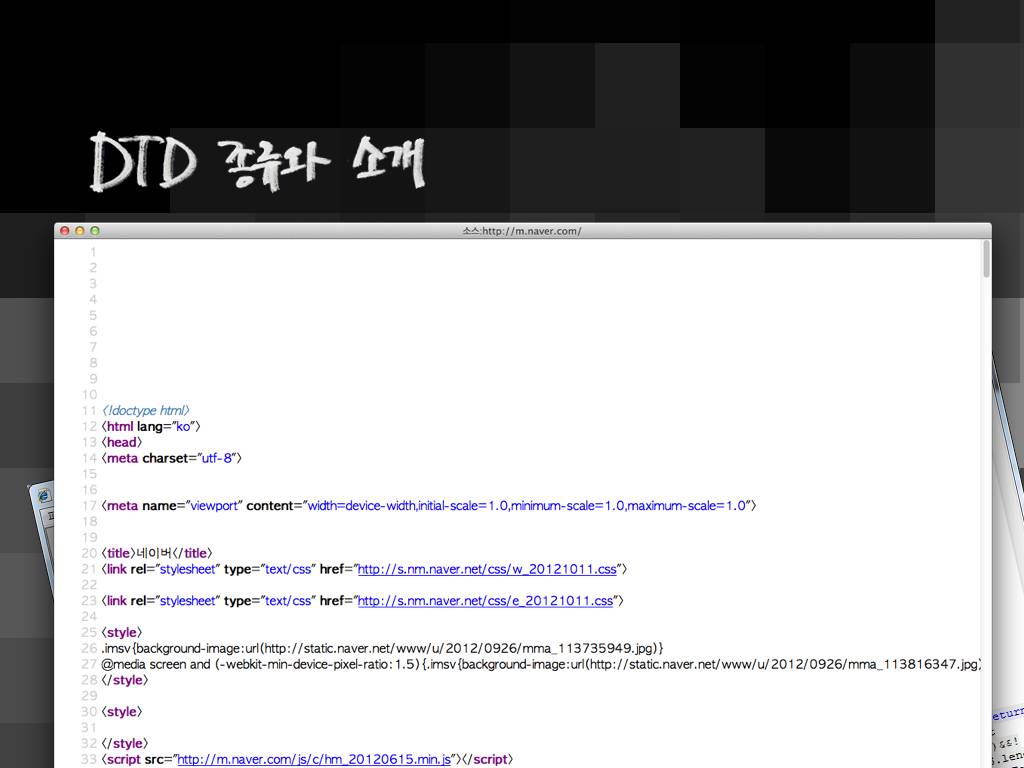 DTD 종류와 소개
소스:http://m.naver.com/
1
2
3
4
5
6
7
8
9
10
11 <!doctype html>
12 <html lang="ko">
13 <head>
14 <meta charset="utf-8">
15
16
17 <meta name="viewport" content="width=device-width,initial-scale=1.0,minimum-scale=1.0,maximum-scale=1.0">
18
19
20 <title>네이버</title>
21 <link rel="stylesheet" type="text/css" href="http://s.nm.naver.net/css/w_20121011.css">
22
23 <link rel="stylesheet" type="text/css" href="http://s.nm.naver.net/css/e_20121011.css">
24
25 <style>
26 .imsv{background-image:url(http://static.naver.net/www/u/2012/0926/mma_113735949.jpg)}
27 @media screen and (-webkit-min-device-pixel-ratio:1.5){.imsv{background-image:url(http://static.naver.net/www/u/2012/0926/mma_113816347.jpg)
28 </style>
29
30 <style>
31
32 </style>
33 <script src="http://m.naver.com/js/c/hm_20120615.min.js"></script>
eturn
)&&!
.len